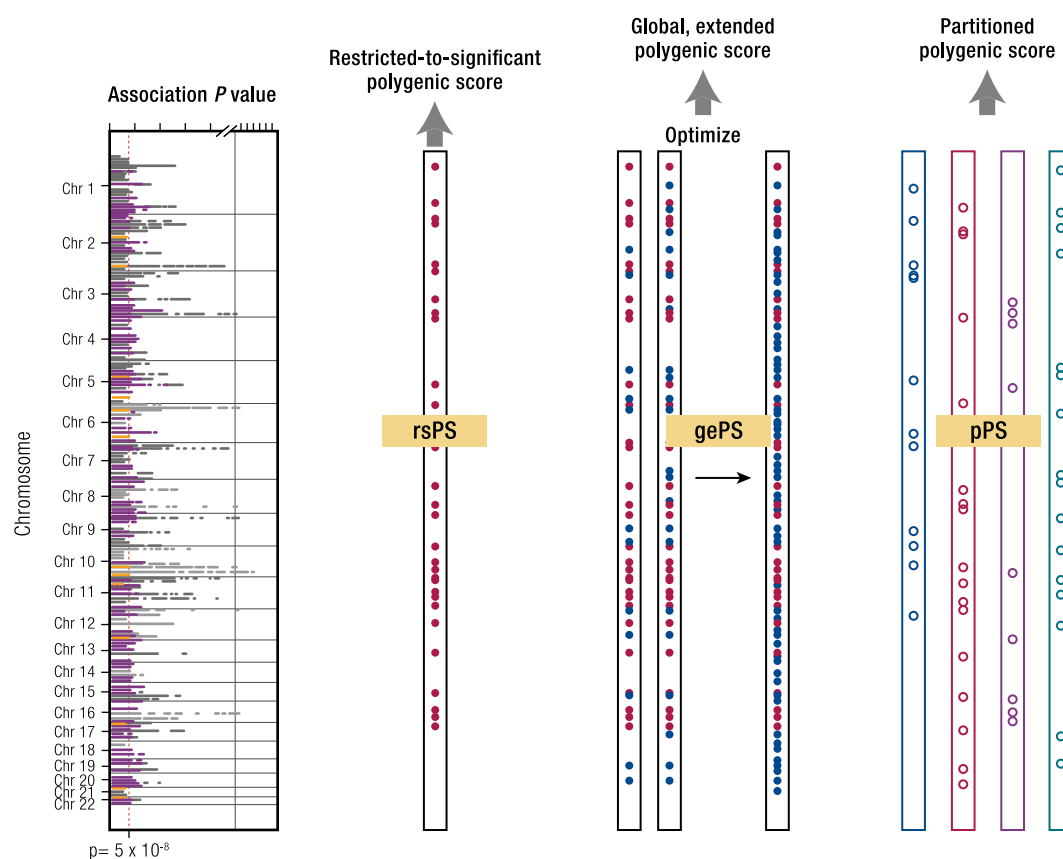 Global, extended
polygenic score
Partitioned
polygenic score
Restricted-to-significant
polygenic score
Association P value
Optimize
Chromosome
Chr 1
Chr 2
Chr 3
Chr 4
Chr 5
Chr 6
Chr 7
Chr 8
Chr 9
Chr 10
Chr 11
Chr 12
Chr 13
Chr 14
Chr 15
Chr 16
Chr 17
Chr 18
Chr 19
Chr 20
Chr 21
Chr 22
rsPS
gePS
pPS
p= 5 x 10⁻⁸